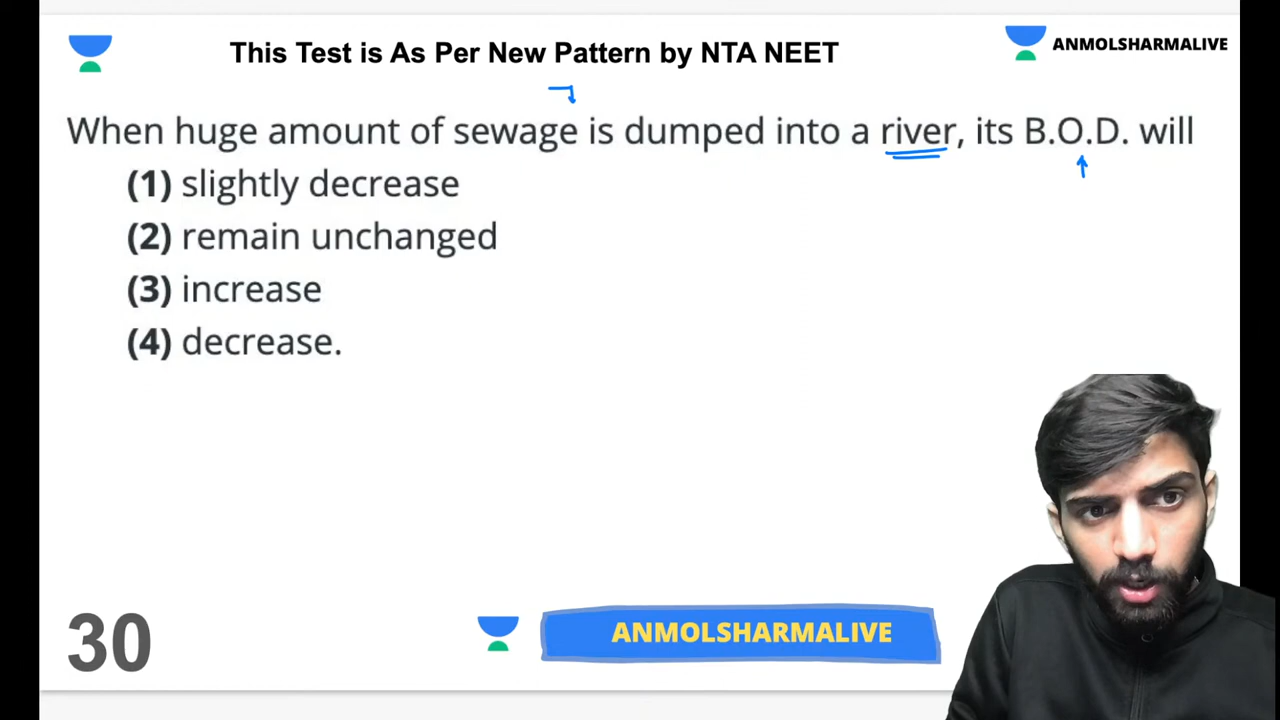 This Test is As Per New Pattern by NTA NEET
ANMOLSHARMALIVE
When huge amount of sewage is dumped into a river, its B.O.D. will
(1) slightly decrease
(2) remain unchanged
(3) increase
(4) decrease.
30
ANMOLSHARMALIVE